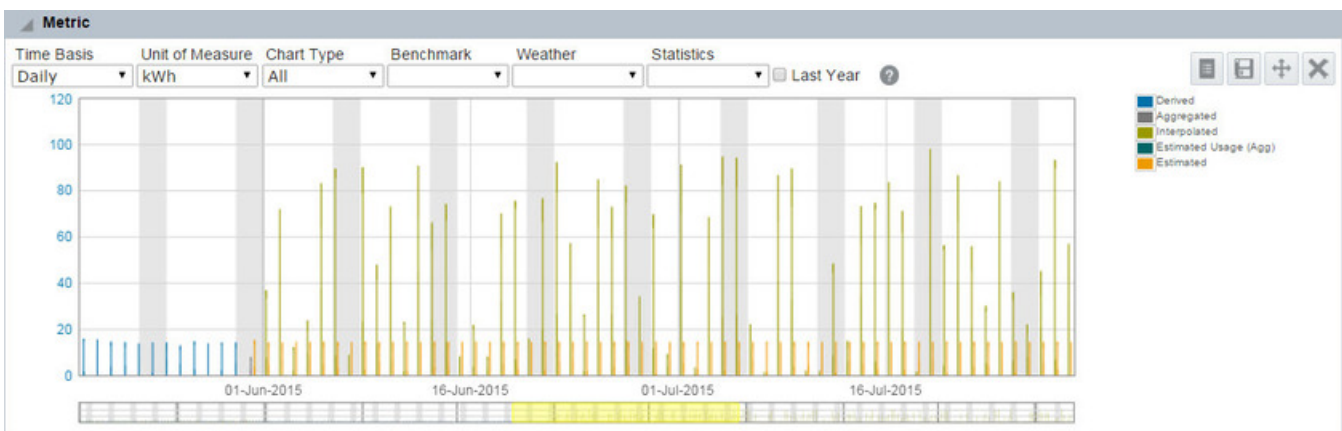 Metric
Time Basis Unit of Measure Chart Type Benchmark Weather Statistics
Daily kWh All Last Year ?
120
100
80
60
40
20
0
01-Jun-2015 16-Jun-2015 01-Jul-2015 16-Jul-2015
Derived
Aggregated
Interpolated
Estimated Usage (Agg)
Estimated